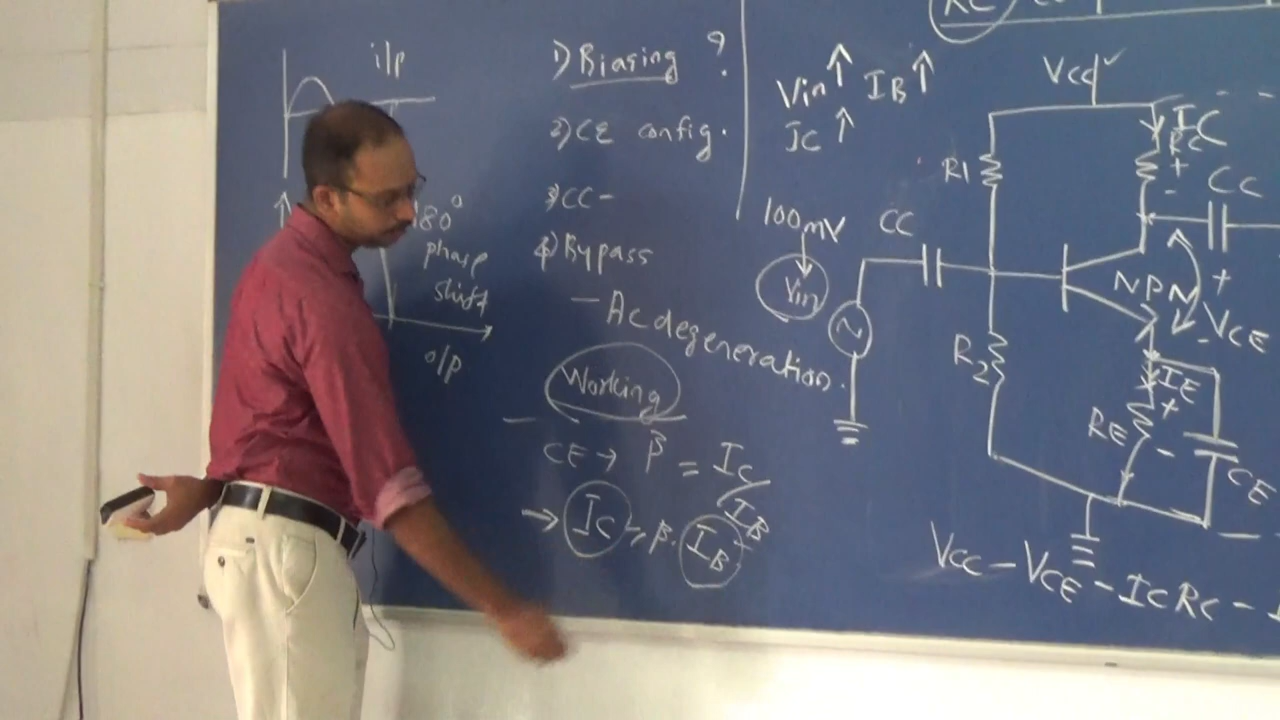 i/p
180°
phase
shift
o/p
1) Biasing ?
2) CE config.
3) CC -
4) Bypass
- Ac degeneration.
Working
CE → β = IC
IB
→ IC = β. IB
Vin ↑ IB ↑
IC ↑
100mV
Vin
CC
VCC
R1
R2
IC
RC
+
-
CC
NPN
+
VCE
-
IE
RE
+
-
CE
VCC - VCE - ICRC -